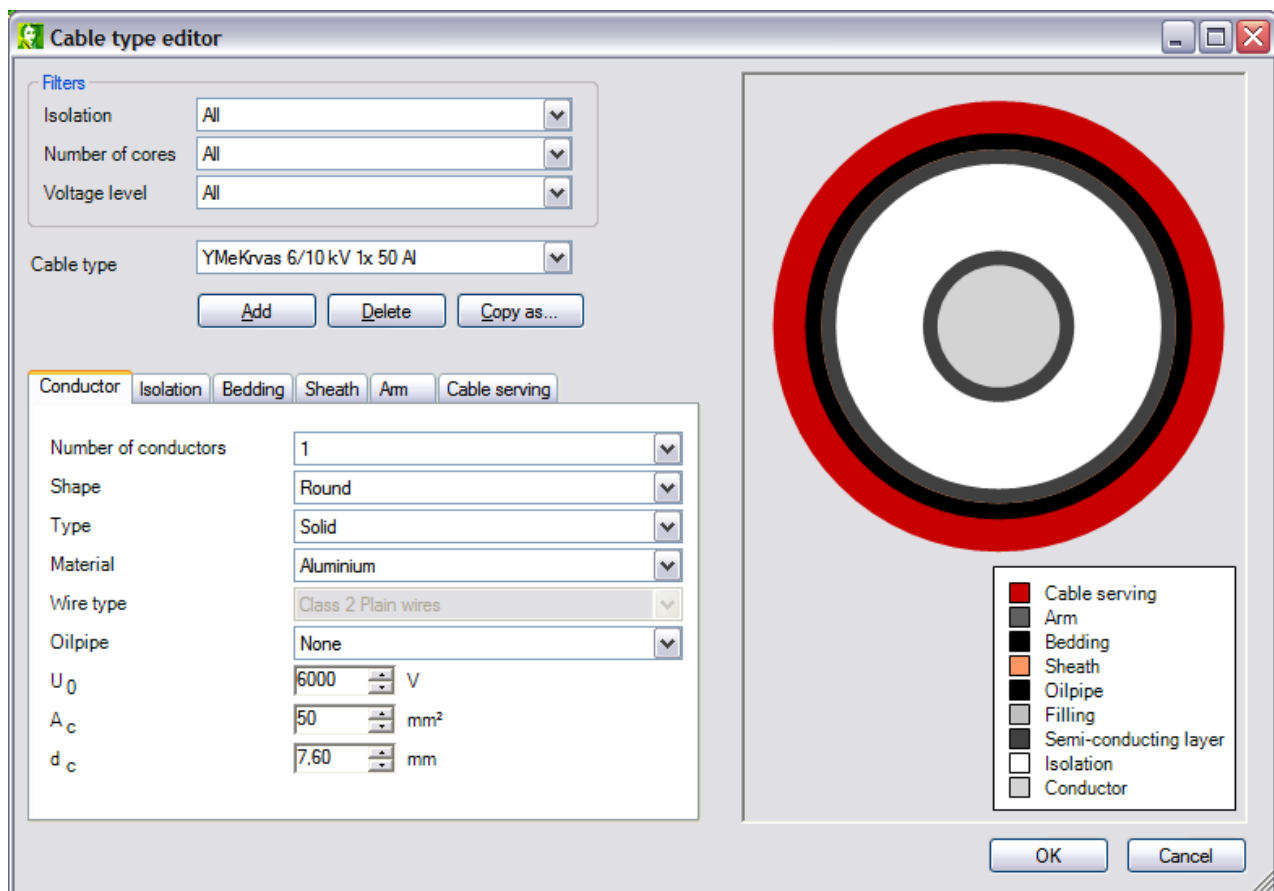 Cable type editor
Filters
Isolation All
Number of cores All
Voltage level All
Cable type YMeKrvas 6/10 kV 1x 50 Al
Add Delete Copy as...
Conductor Isolation Bedding Sheath Arm Cable serving
Number of conductors 1
Shape Round
Type Solid
Material Aluminium
Wire type Class 2 Plain wires
Oilpipe None
U0 6000 V
Ac 50 mm²
dc 7,60 mm
Cable serving
Arm
Bedding
Sheath
Oilpipe
Filling
Semi-conducting layer
Isolation
Conductor
OK Cancel